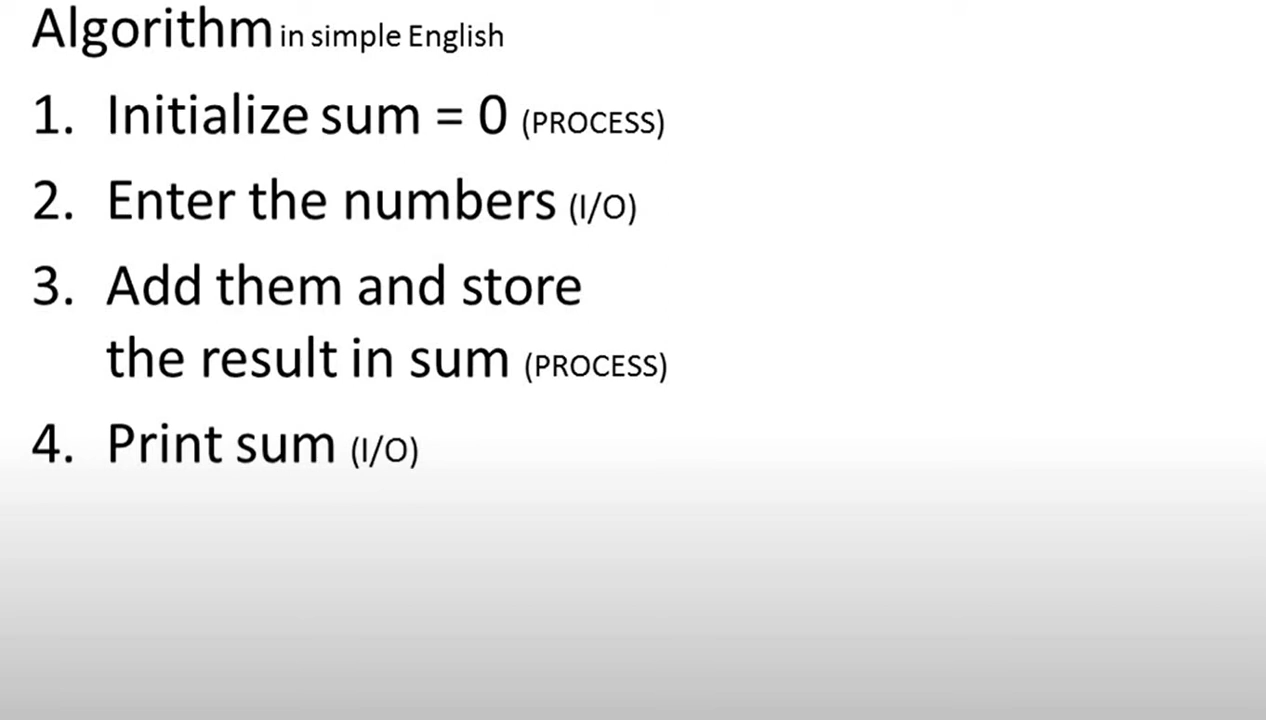 Algorithm in simple English
1. Initialize sum = 0 (PROCESS)
2. Enter the numbers (I/O)
3. Add them and store
the result in sum (PROCESS)
4. Print sum (I/O)